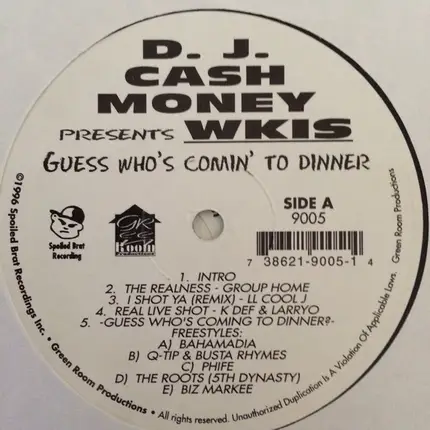 D. J.
CASH
MONEY
PRESENTS WKIS
GUESS WHO'S COMIN' TO DINNER
SIDE A
9005
Spoiled Brat
Recording
GREEN
Room
7 38621-9005-1 4
1. INTRO
2. THE REALNESS - GROUP HOME
3. I SHOT YA (REMIX) - LL COOL J
4. REAL LIVE SHOT - K DEF & LARRYO
5. -GUESS WHO'S COMING TO DINNER?-
FREESTYLES:
A) BAHAMADIA
B) Q-TIP & BUSTA RHYMES
C) PHIFE
D) THE ROOTS (5TH DYNASTY)
E) BIZ MARKEE
©1996 Spoiled Brat Recordings Inc. • Green Room Productions • All rights reserved. Unauthorized Duplication Is A Violation Of Applicable Laws. Green Room Productions